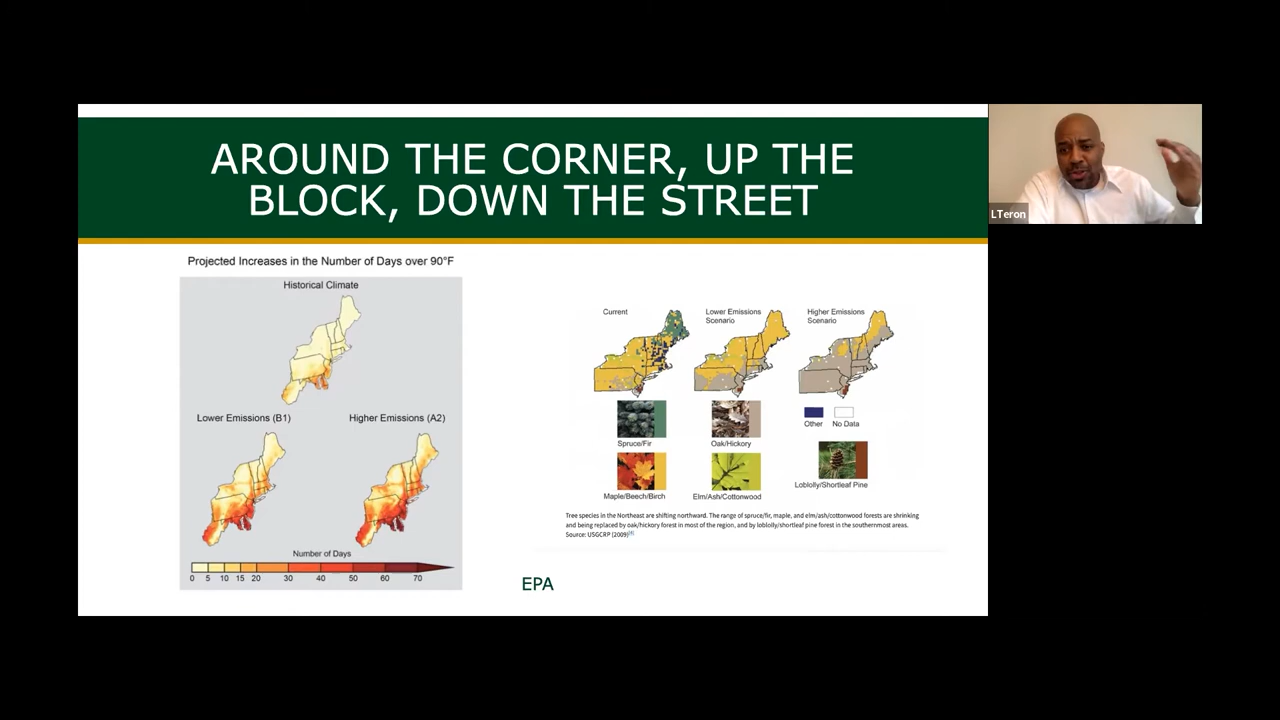 AROUND THE CORNER, UP THE
BLOCK, DOWN THE STREET
LTeron
Projected Increases in the Number of Days over 90°F
Historical Climate
Lower Emissions (B1)
Higher Emissions (A2)
Number of Days
0 5 10 15 20 30 40 50 60 70
Current
Lower Emissions
Scenario
Higher Emissions
Scenario
Spruce/Fir
Oak/Hickory
Other
No Data
Maple/Beech/Birch
Elm/Ash/Cottonwood
Loblolly/Shortleaf Pine
Tree species in the Northeast are shifting northward. The range of spruce/fir, maple, and elm/ash/cottonwood forests are shrinking
and being replaced by oak/hickory forest in most of the region, and by loblolly/shortleaf pine forest in the southernmost areas.
Source: USGCRP (2009)
EPA